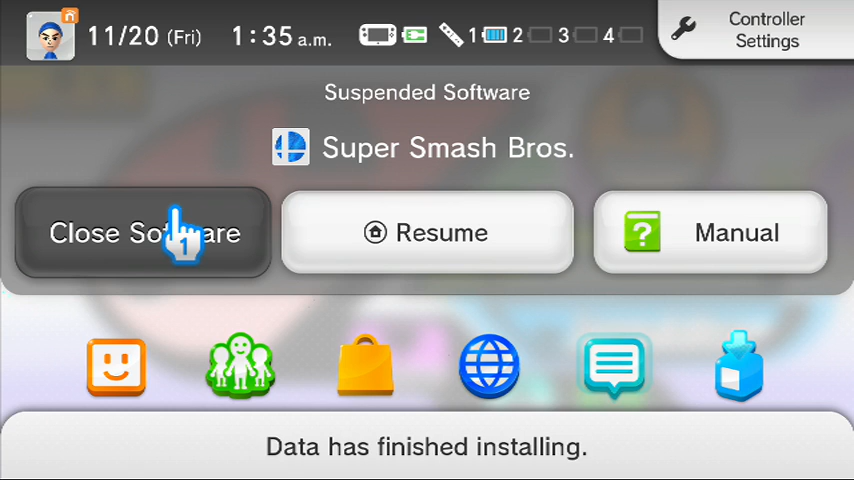 11/20 (Fri) 1:35 a.m. 1 2 3 4
Controller
Settings
Suspended Software
Super Smash Bros.
Close Software
1
Resume
? Manual
Data has finished installing.